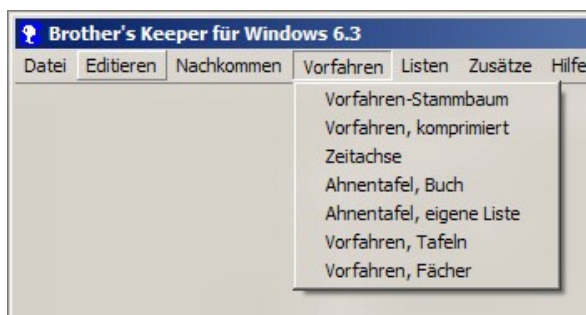 Brother's Keeper für Windows 6.3
Datei Editieren Nachkommen Vorfahren Listen Zusätze Hilfe
Vorfahren-Stammbaum
Vorfahren, komprimiert
Zeitachse
Ahnentafel, Buch
Ahnentafel, eigene Liste
Vorfahren, Tafeln
Vorfahren, Fächer